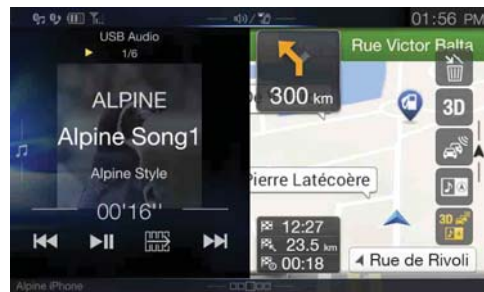 01:56 PM
USB Audio
1/6
ALPINE
Alpine Song1
Alpine Style
00'16''
Alpine iPhone
Rue Victor Balta
300 km
3D
Pierre Latécoère
3D
12:27
23.5 km
00:18
Rue de Rivoli